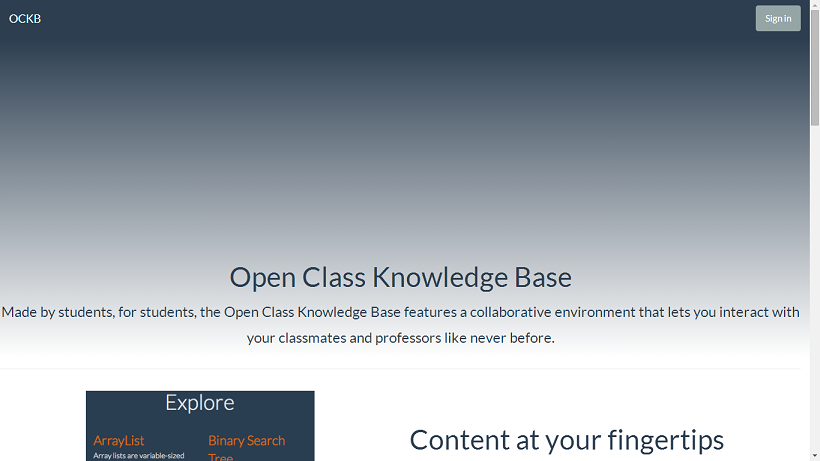 OCKB
Sign in
Open Class Knowledge Base
Made by students, for students, the Open Class Knowledge Base features a collaborative environment that lets you interact with
your classmates and professors like never before.
Explore
ArrayList
Array lists are variable-sized
Binary Search
Tree
Content at your fingertips